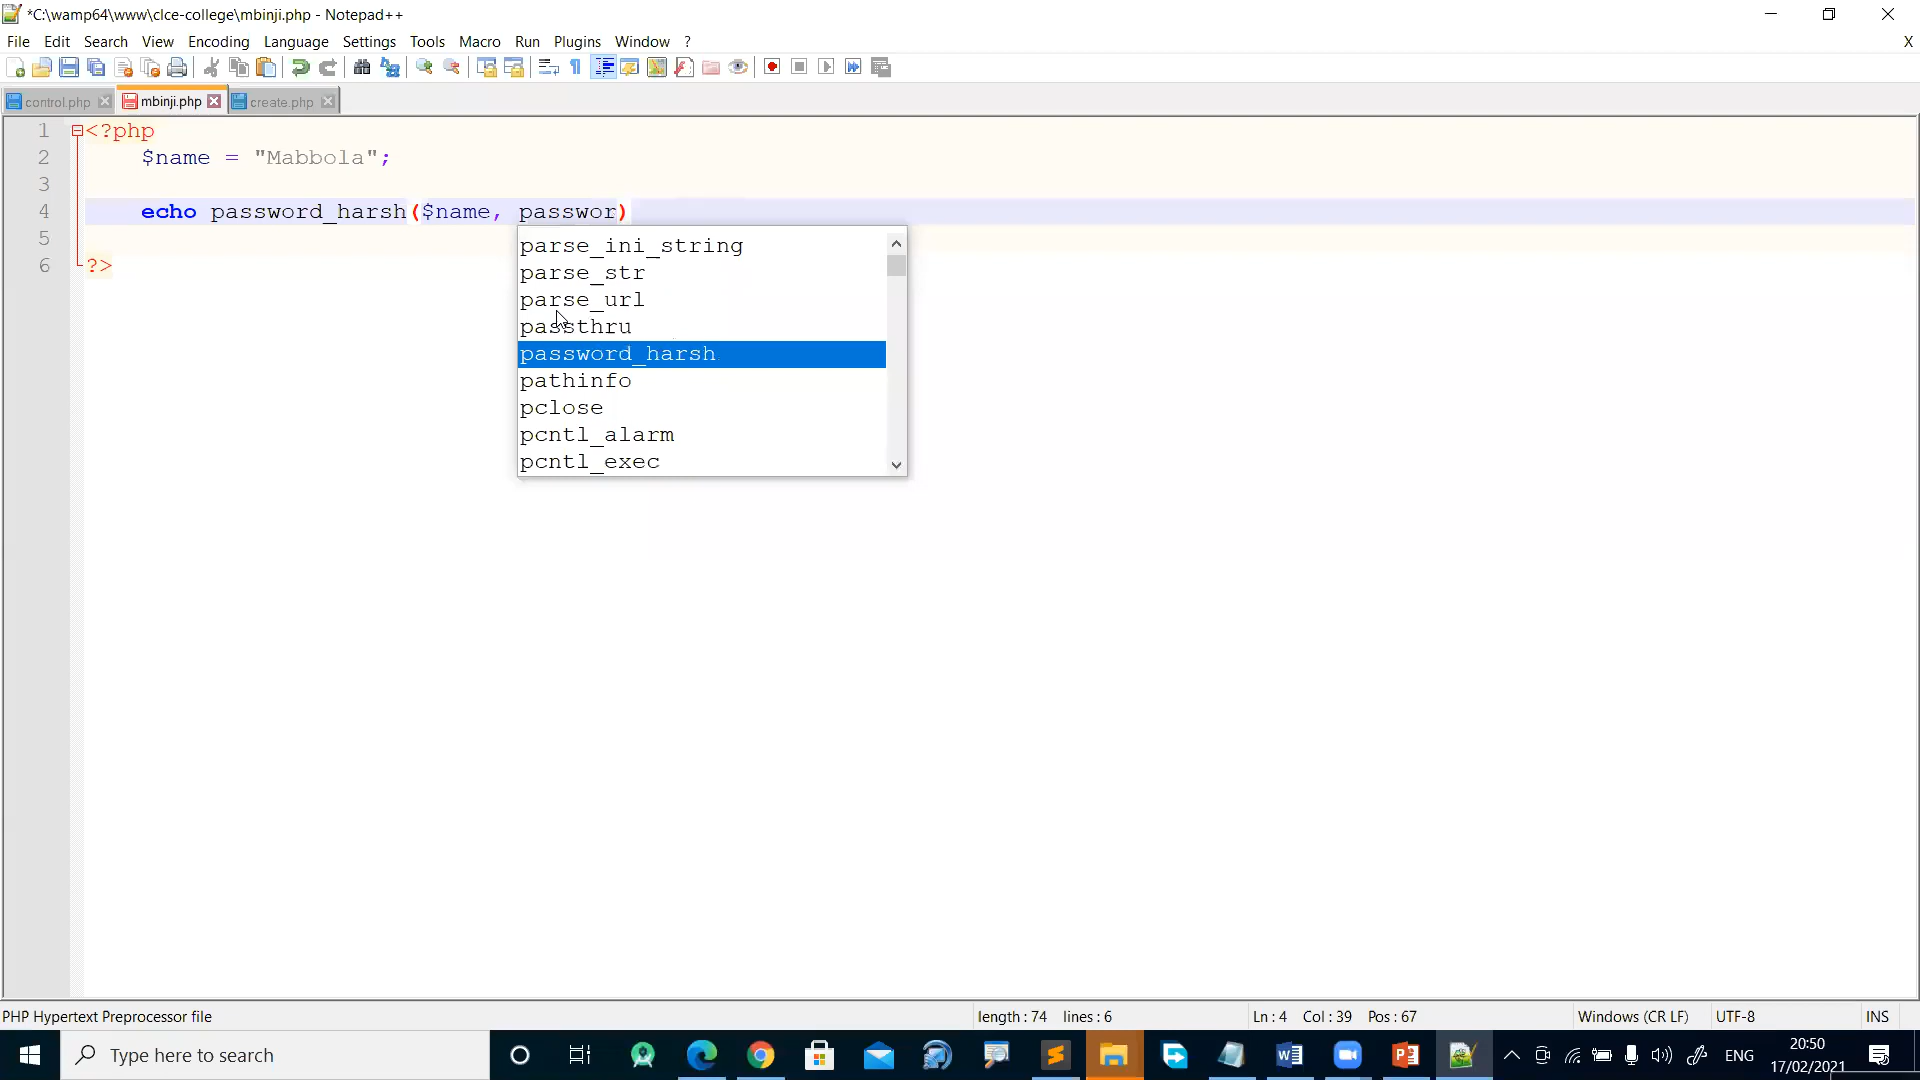 *C:\wamp64\www\clce-college\mbinji.php - Notepad++
File Edit Search View Encoding Language Settings Tools Macro Run Plugins Window ? X
control.php mbinji.php create.php
1 <?php
2 $name = "Mabbola";
3
4 echo password_harsh($name, passwor)
5
6 ?>
parse_ini_string
parse_str
parse_url
passthru
password_harsh
pathinfo
pclose
pcntl_alarm
pcntl_exec
PHP Hypertext Preprocessor file length : 74 lines : 6 Ln : 4 Col : 39 Pos : 67 Windows (CR LF) UTF-8 INS
Type here to search ENG 20:50
17/02/2021